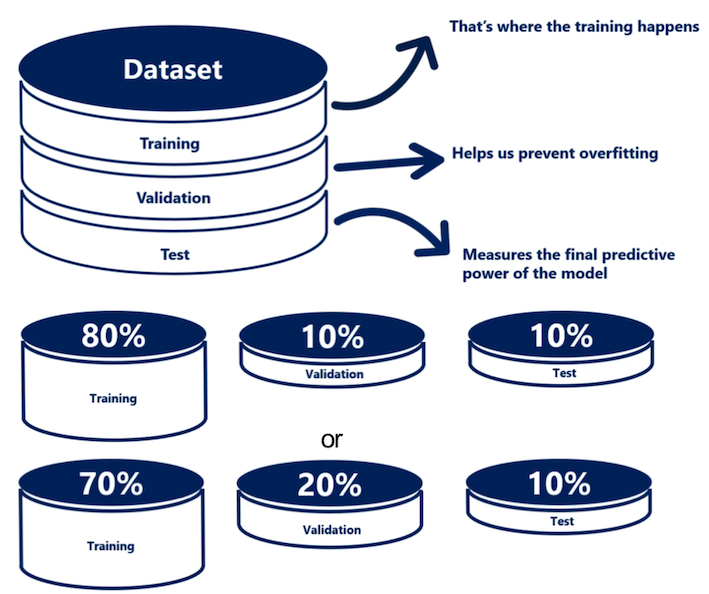 Dataset
Training
Validation
Test
That's where the training happens
Helps us prevent overfitting
Measures the final predictive
power of the model
80%
Training
10%
Validation
10%
Test
or
70%
Training
20%
Validation
10%
Test